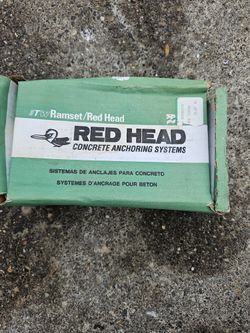 ITW Ramset/Red Head
RED HEAD
CONCRETE ANCHORING SYSTEMS
SISTEMAS DE ANCLAJES PARA CONCRETO
SYSTEMES D'ANCRAGE POUR BETON